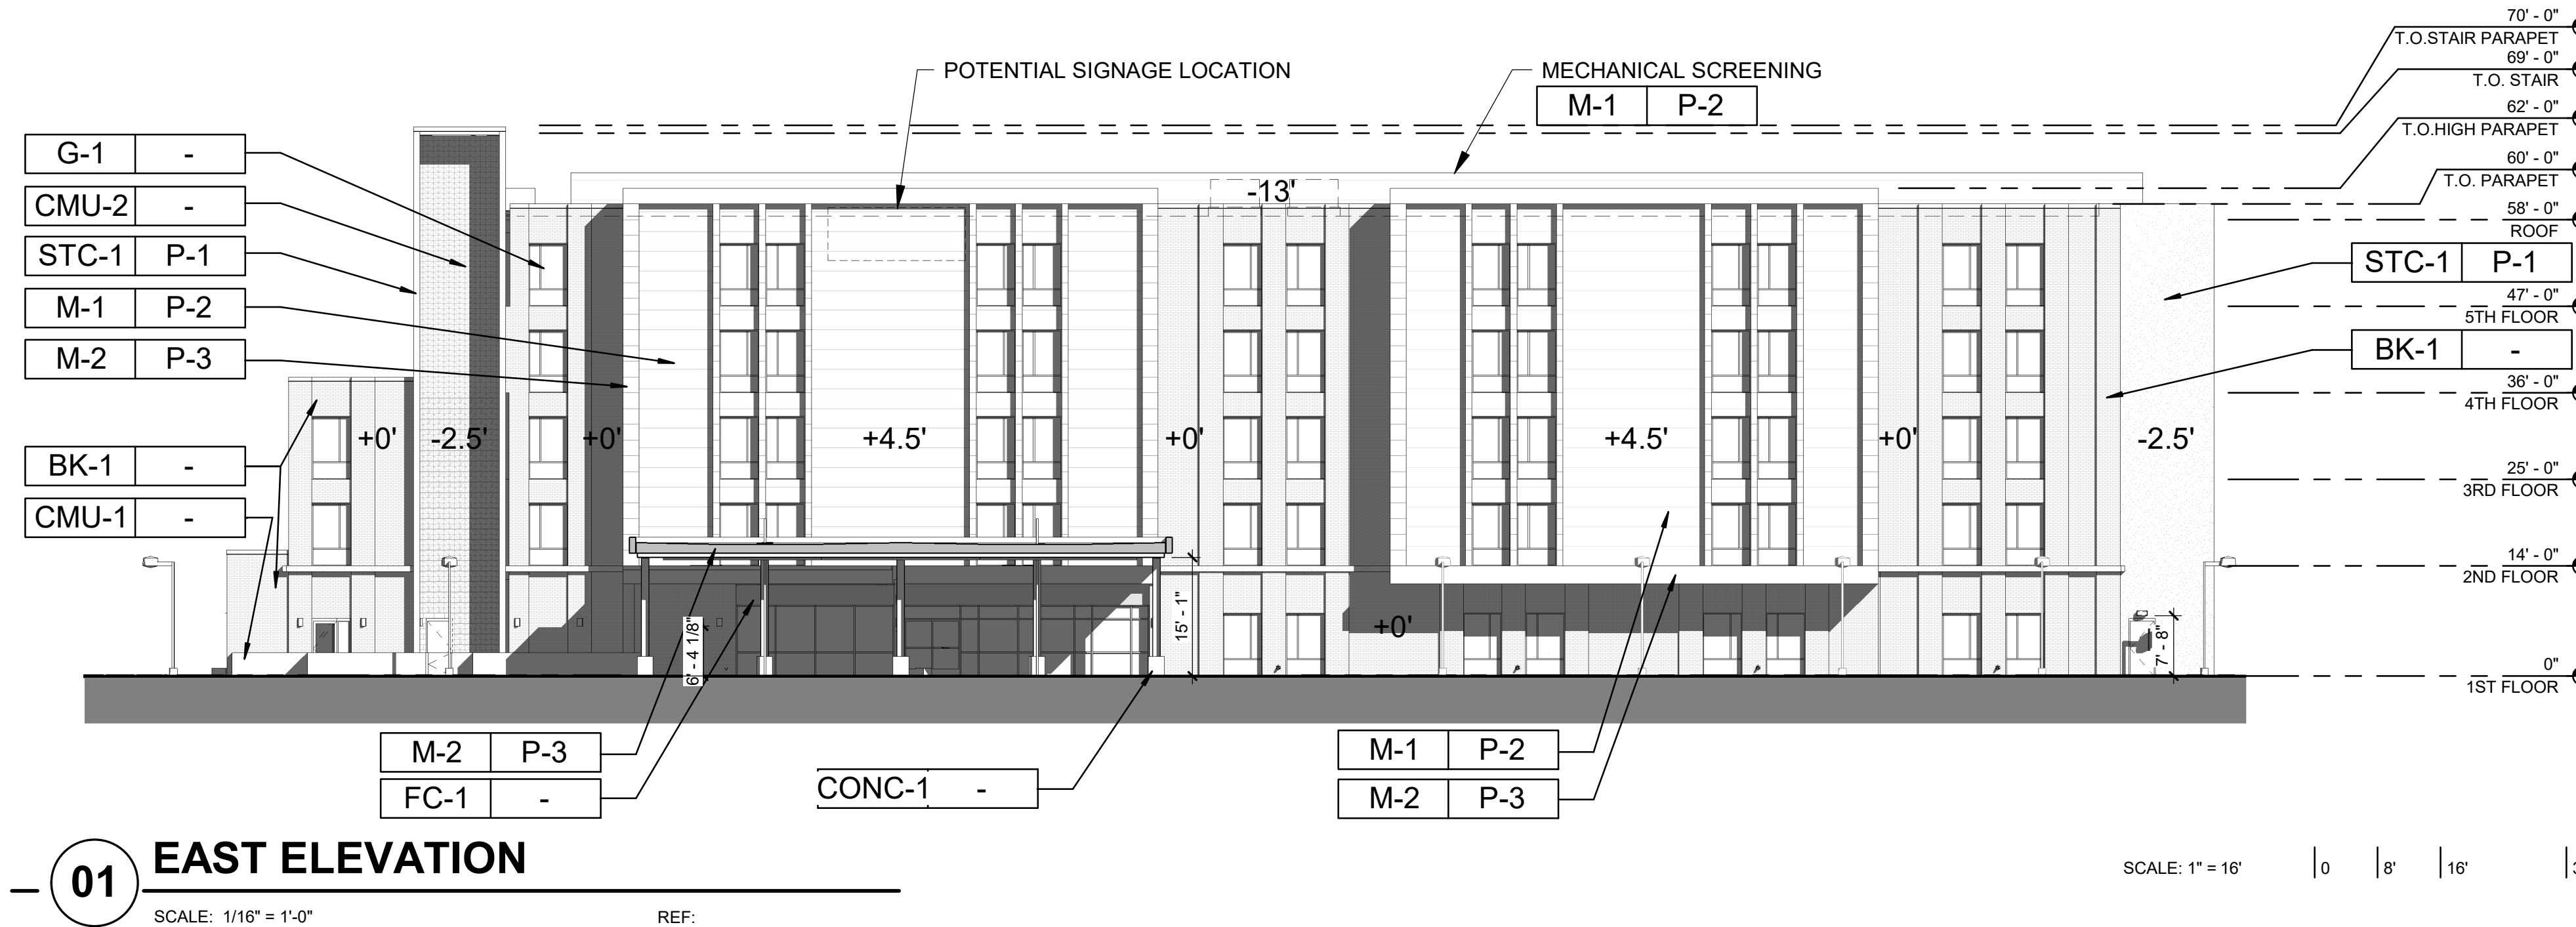 70' - 0"
T.O.STAIR PARAPET
69' - 0"
T.O. STAIR
62' - 0"
T.O.HIGH PARAPET
60' - 0"
T.O. PARAPET
58' - 0"
ROOF
47' - 0"
5TH FLOOR
36' - 0"
4TH FLOOR
25' - 0"
3RD FLOOR
14' - 0"
2ND FLOOR
0"
1ST FLOOR
POTENTIAL SIGNAGE LOCATION
MECHANICAL SCREENING
M-1 P-2
G-1 -
CMU-2 -
STC-1 P-1
M-1 P-2
M-2 P-3
BK-1 -
CMU-1 -
STC-1 P-1
BK-1 -
-13'
+0' -2.5' +0' +4.5' +0' +4.5' +0' -2.5'
+0'
6' - 4 1/8"
15' - 1"
7' - 8"
M-2 P-3
FC-1 -
CONC-1 -
M-1 P-2
M-2 P-3
01
EAST ELEVATION
SCALE: 1/16" = 1'-0"
REF:
SCALE: 1" = 16' 0 8' 16'